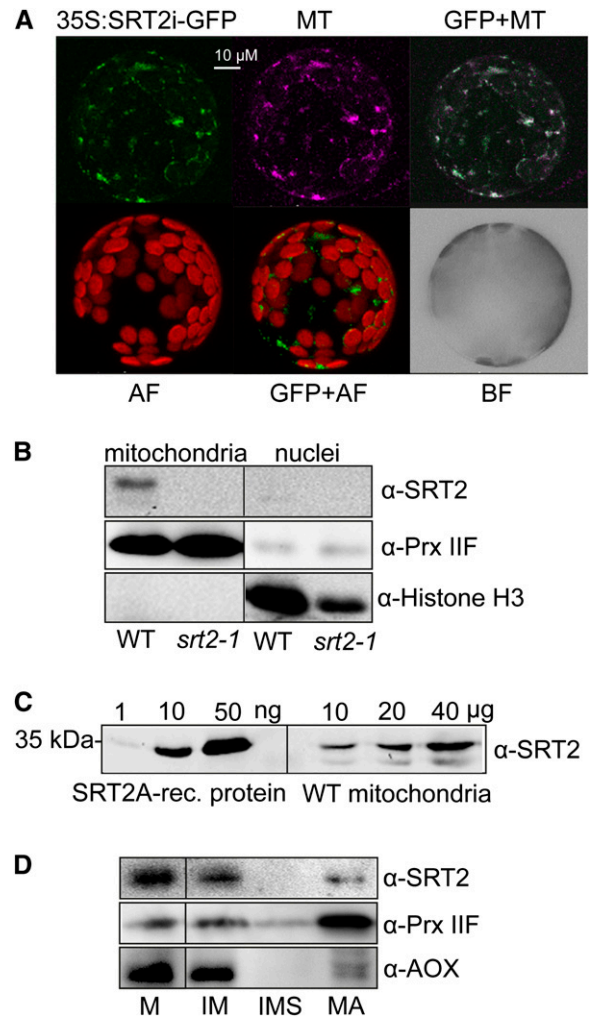 A
35S:SRT2i-GFP MT GFP+MT
10 µM
AF GFP+AF BF
B
mitochondria nuclei
α-SRT2
α-Prx IIF
α-Histone H3
WT srt2-1 WT srt2-1
C
1 10 50 ng 10 20 40 µg
35 kDa-
α-SRT2
SRT2A-rec. protein WT mitochondria
D
α-SRT2
α-Prx IIF
α-AOX
M IM IMS MA